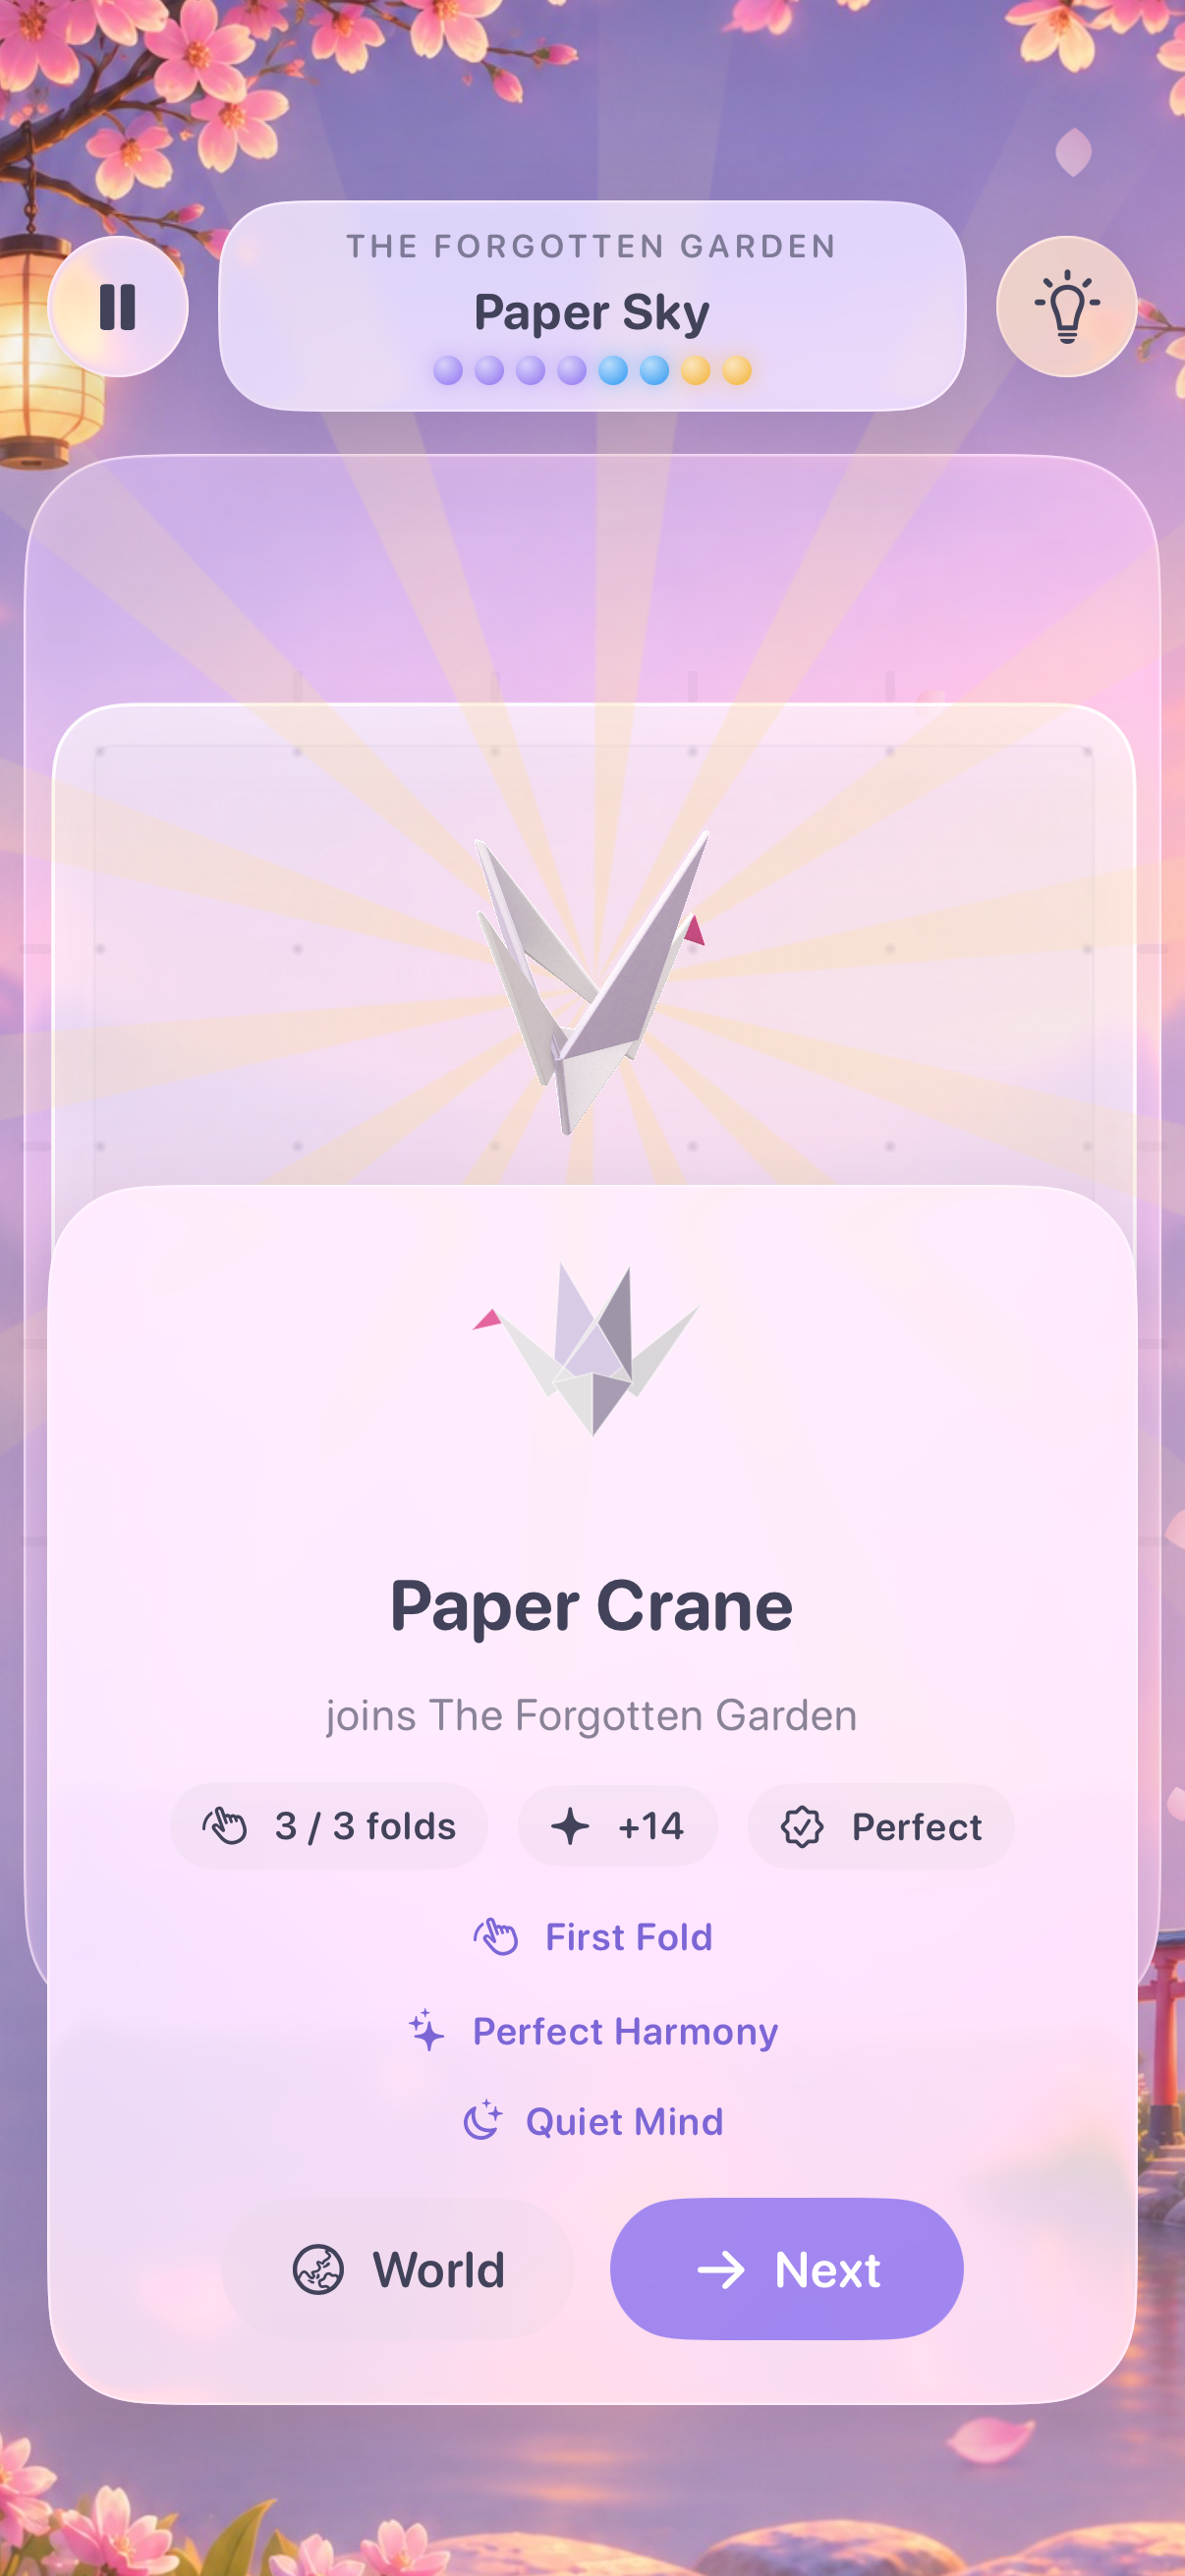 THE FORGOTTEN GARDEN
Paper Sky
Paper Crane
joins The Forgotten Garden
3 / 3 folds
+14
Perfect
First Fold
Perfect Harmony
Quiet Mind
World
Next